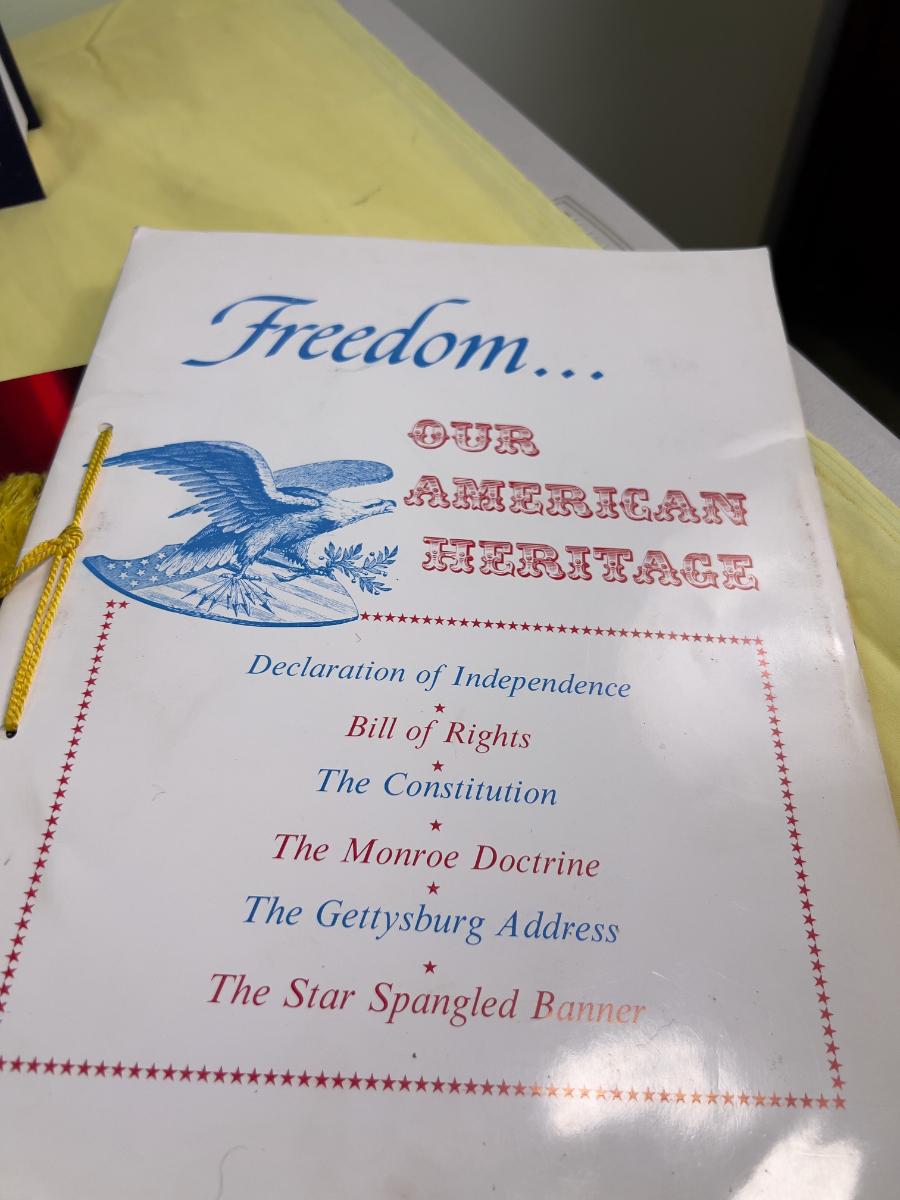 Freedom...
OUR
AMERICAN
HERITAGE
Declaration of Independence
Bill of Rights
The Constitution
The Monroe Doctrine
The Gettysburg Address
The Star Spangled Banner